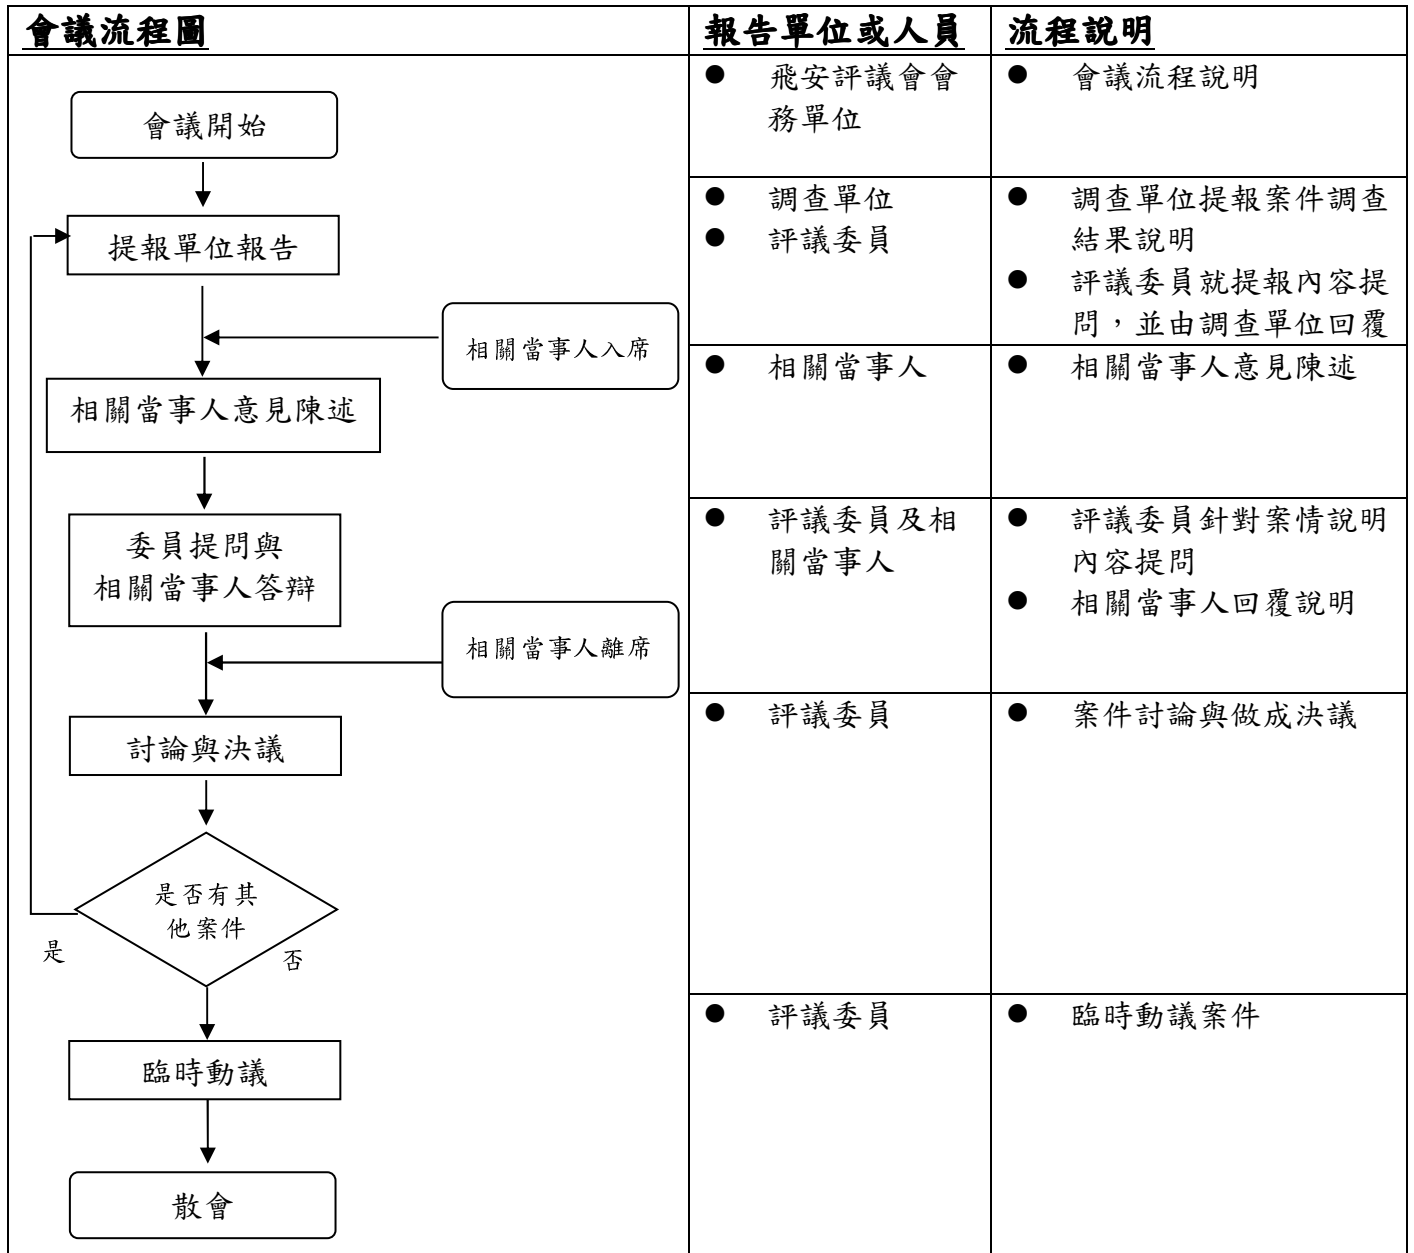 會議流程圖
報告單位或人員
流程說明
會議開始
● 飛安評議會會
務單位
● 會議流程說明
提報單位報告
● 調查單位
● 評議委員
● 調查單位提報案件調查
結果說明
● 評議委員就提報內容提
問，並由調查單位回覆
相關當事人入席
相關當事人意見陳述
● 相關當事人
● 相關當事人意見陳述
委員提問與
相關當事人答辯
● 評議委員及相
關當事人
● 評議委員針對案情說明
內容提問
● 相關當事人回覆說明
相關當事人離席
討論與決議
● 評議委員
● 案件討論與做成決議
是否有其
他案件
是
否
臨時動議
● 評議委員
● 臨時動議案件
散會